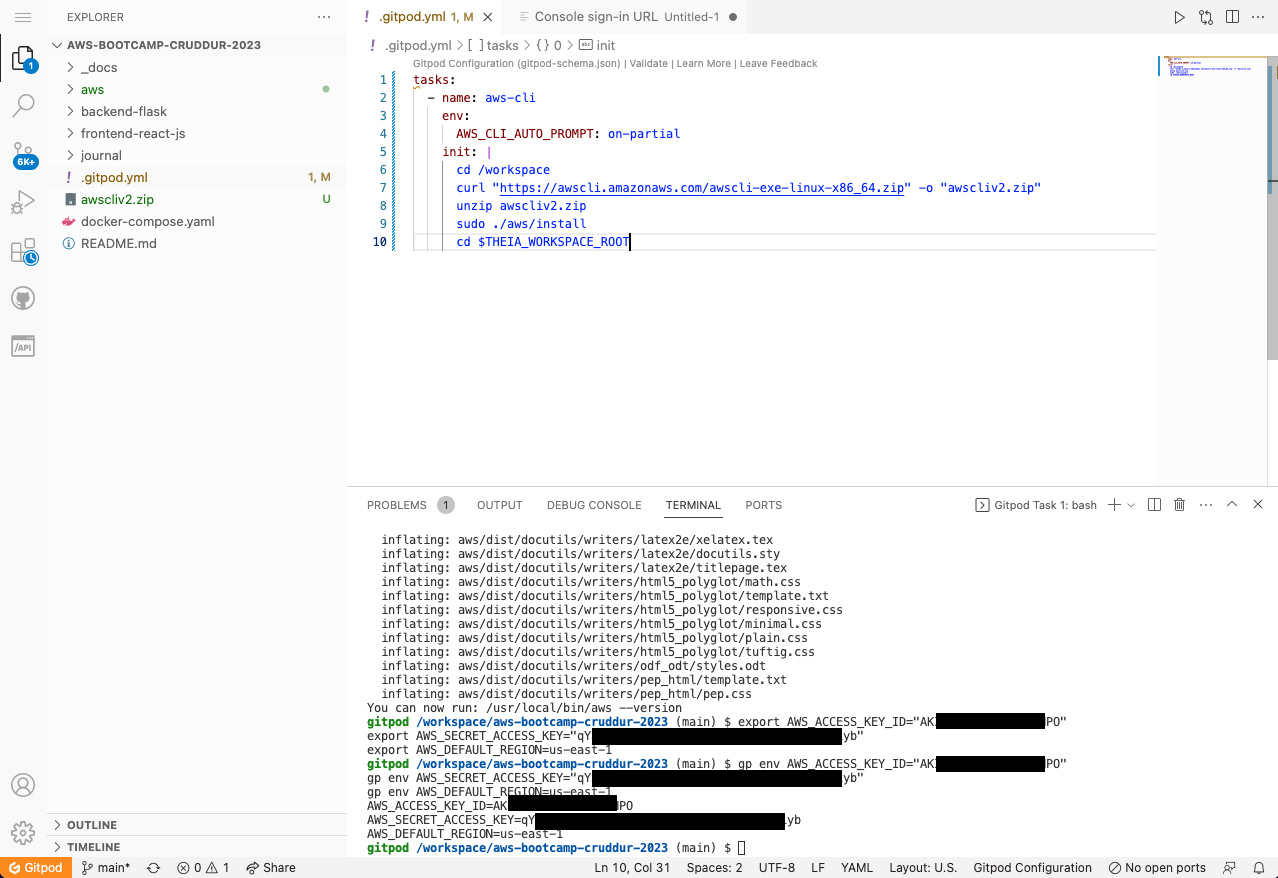 EXPLORER
AWS-BOOTCAMP-CRUDDUR-2023
_docs
aws
backend-flask
frontend-react-js
journal
! .gitpod.yml 1, M
awscliv2.zip U
docker-compose.yaml
README.md
OUTLINE
TIMELINE
1
6K+
/API
! .gitpod.yml 1, M
Console sign-in URL Untitled-1
! .gitpod.yml > [ ] tasks > { } 0 > init
Gitpod Configuration (gitpod-schema.json) | Validate | Learn More | Leave Feedback
1 tasks:
2 - name: aws-cli
3 env:
4 AWS_CLI_AUTO_PROMPT: on-partial
5 init: |
6 cd /workspace
7 curl "https://awscli.amazonaws.com/awscli-exe-linux-x86_64.zip" -o "awscliv2.zip"
8 unzip awscliv2.zip
9 sudo ./aws/install
10 cd $THEIA_WORKSPACE_ROOT
PROBLEMS 1 OUTPUT DEBUG CONSOLE TERMINAL PORTS
Gitpod Task 1: bash
inflating: aws/dist/docutils/writers/latex2e/xelatex.tex
inflating: aws/dist/docutils/writers/latex2e/docutils.sty
inflating: aws/dist/docutils/writers/latex2e/titlepage.tex
inflating: aws/dist/docutils/writers/html5_polyglot/math.css
inflating: aws/dist/docutils/writers/html5_polyglot/template.txt
inflating: aws/dist/docutils/writers/html5_polyglot/responsive.css
inflating: aws/dist/docutils/writers/html5_polyglot/minimal.css
inflating: aws/dist/docutils/writers/html5_polyglot/plain.css
inflating: aws/dist/docutils/writers/html5_polyglot/tuftig.css
inflating: aws/dist/docutils/writers/odf_odt/styles.odt
inflating: aws/dist/docutils/writers/pep_html/template.txt
inflating: aws/dist/docutils/writers/pep_html/pep.css
You can now run: /usr/local/bin/aws --version
gitpod /workspace/aws-bootcamp-cruddur-2023 (main) $ export AWS_ACCESS_KEY_ID="AK PO"
export AWS_SECRET_ACCESS_KEY="qY yb"
export AWS_DEFAULT_REGION=us-east-1
gitpod /workspace/aws-bootcamp-cruddur-2023 (main) $ gp env AWS_ACCESS_KEY_ID="AK PO"
gp env AWS_SECRET_ACCESS_KEY="qY yb"
gp env AWS_DEFAULT_REGION=us-east-1
AWS_ACCESS_KEY_ID=AK PO
AWS_SECRET_ACCESS_KEY=qY yb
AWS_DEFAULT_REGION=us-east-1
gitpod /workspace/aws-bootcamp-cruddur-2023 (main) $
Gitpod main* 0 1 Share Ln 10, Col 31 Spaces: 2 UTF-8 LF YAML Layout: U.S. Gitpod Configuration No open ports